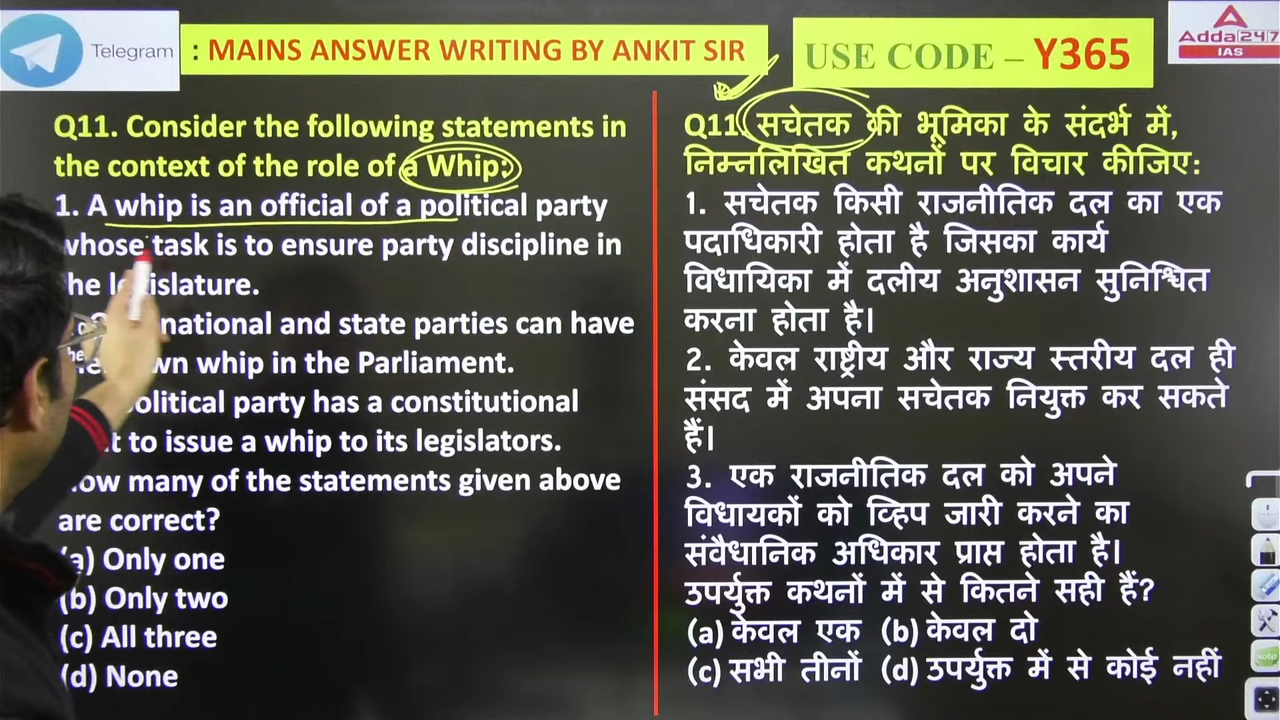 Telegram
: MAINS ANSWER WRITING BY ANKIT SIR
USE CODE – Y365
Adda247
IAS
Q11. Consider the following statements in
the context of the role of a Whip:
1. A whip is an official of a political party
whose task is to ensure party discipline in
the legislature.
national and state parties can have
own whip in the Parliament.
political party has a constitutional
to issue a whip to its legislators.
How many of the statements given above
are correct?
(a) Only one
(b) Only two
(c) All three
(d) None
Q11. सचेतक की भूमिका के संदर्भ में,
निम्नलिखित कथनों पर विचार कीजिए:
1. सचेतक किसी राजनीतिक दल का एक
पदाधिकारी होता है जिसका कार्य
विधायिका में दलीय अनुशासन सुनिश्चित
करना होता है।
2. केवल राष्ट्रीय और राज्य स्तरीय दल ही
संसद में अपना सचेतक नियुक्त कर सकते
हैं।
3. एक राजनीतिक दल को अपने
विधायकों को व्हिप जारी करने का
संवैधानिक अधिकार प्राप्त होता है।
उपर्युक्त कथनों में से कितने सही हैं?
(a) केवल एक (b) केवल दो
(c) सभी तीनों (d) उपर्युक्त में से कोई नहीं
Note